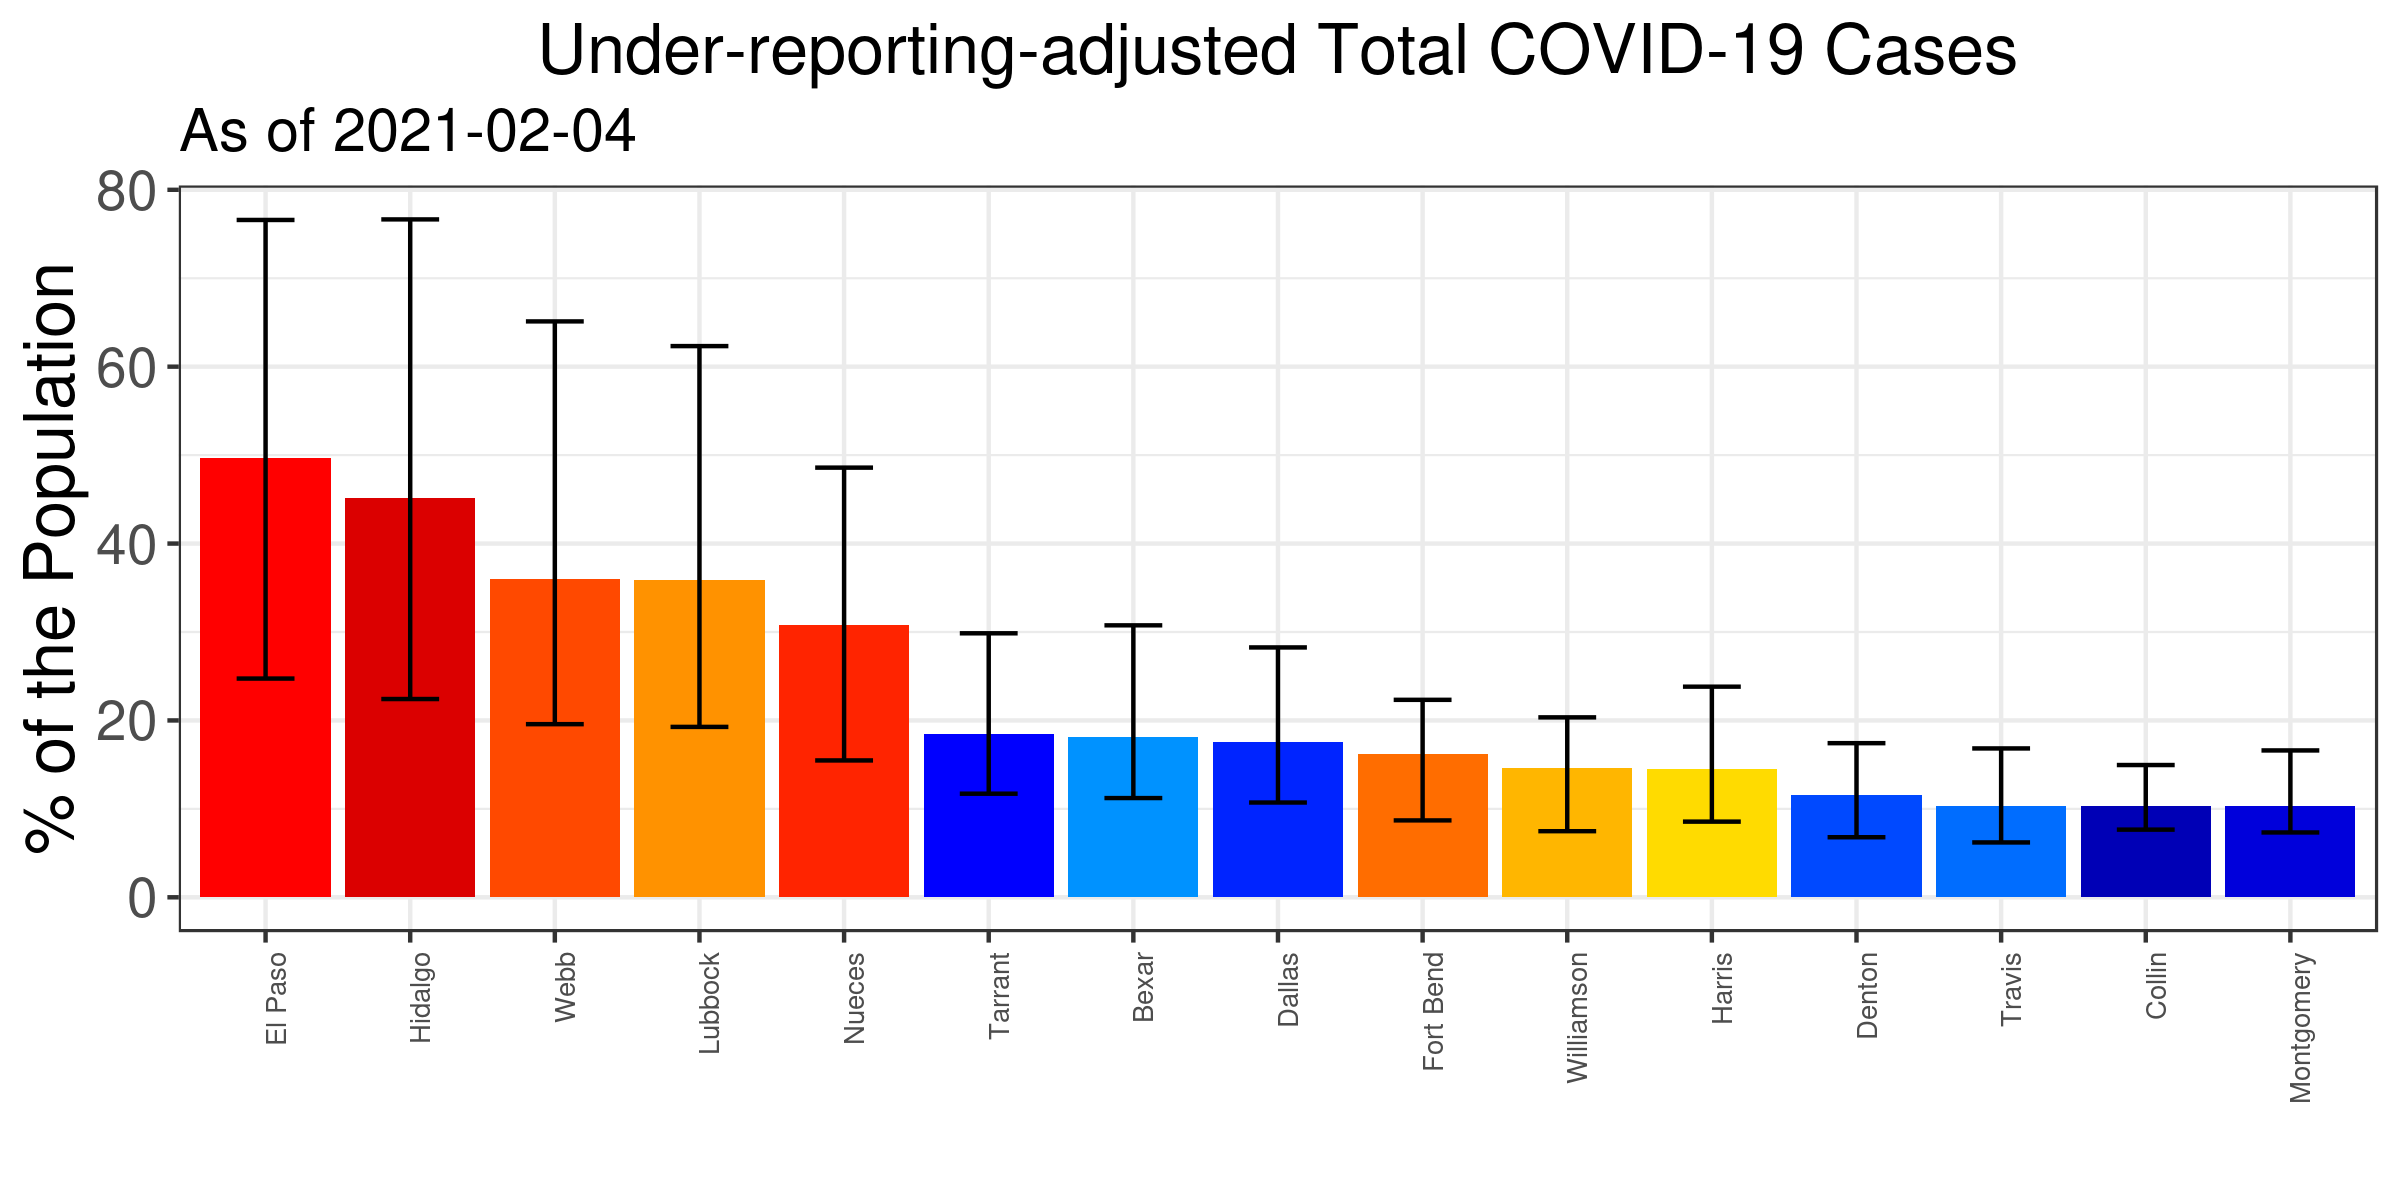 Under-reporting-adjusted Total COVID-19 Cases
As of 2021-02-04
% of the Population
80
60
40
20
0
El Paso
Hidalgo
Webb
Lubbock
Nueces
Tarrant
Bexar
Dallas
Fort Bend
Williamson
Harris
Denton
Travis
Collin
Montgomery